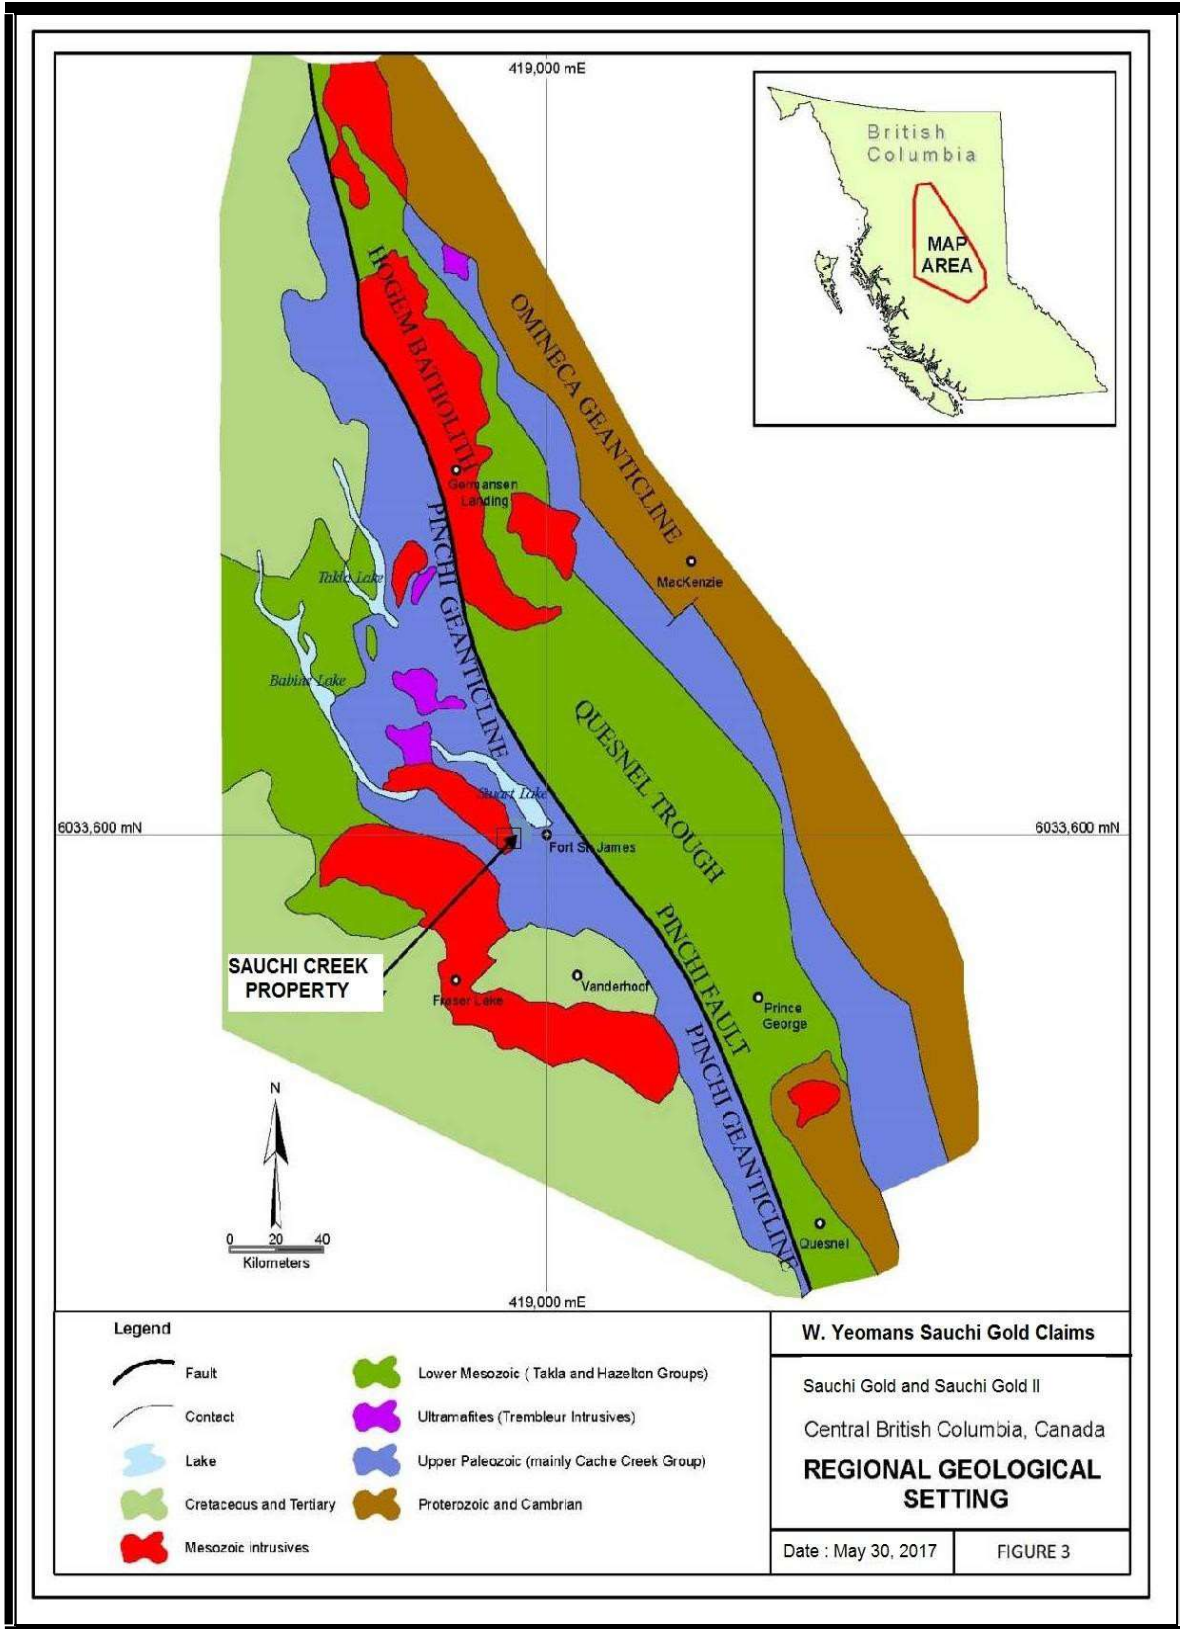 419,000 mE
British
Columbia
MAP
AREA
HOGEM BATHOLITH
OMINECA GEANTICLINE
Germansen
Landing
PINCHI GEANTICLINE
MacKenzie
Takla Lake
Babine Lake
QUESNEL TROUGH
Stuart Lake
6033,600 mN
6033,600 mN
Fort St. James
SAUCHI CREEK
PROPERTY
PINCHI FAULT
Fraser Lake
Vanderhoof
Prince
George
PINCHI GEANTICLINE
N
0 20 40
Kilometers
Quesnel
419,000 mE
Legend
Fault
Contact
Lake
Cretaceous and Tertiary
Mesozoic intrusives
Lower Mesozoic ( Takla and Hazelton Groups)
Ultramafites (Trembleur Intrusives)
Upper Paleozoic (mainly Cache Creek Group)
Proterozoic and Cambrian
W. Yeomans Sauchi Gold Claims
Sauchi Gold and Sauchi Gold II
Central British Columbia, Canada
REGIONAL GEOLOGICAL
SETTING
Date : May 30, 2017
FIGURE 3